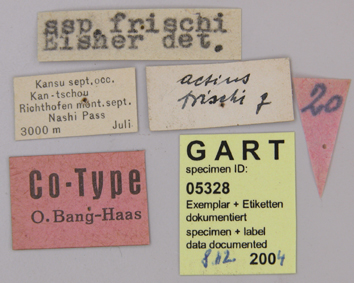 ssp. frischi
Eisner det.
Kansu sept. occ.
Kan-tschou
Richthofen mont. sept.
Nashi Pass
3000 m Juli
actius
frischi ♀
20
Co-Type
O. Bang-Haas
GART
specimen ID:
05328
Exemplar + Etiketten
dokumentiert
specimen + label
data documented
2004